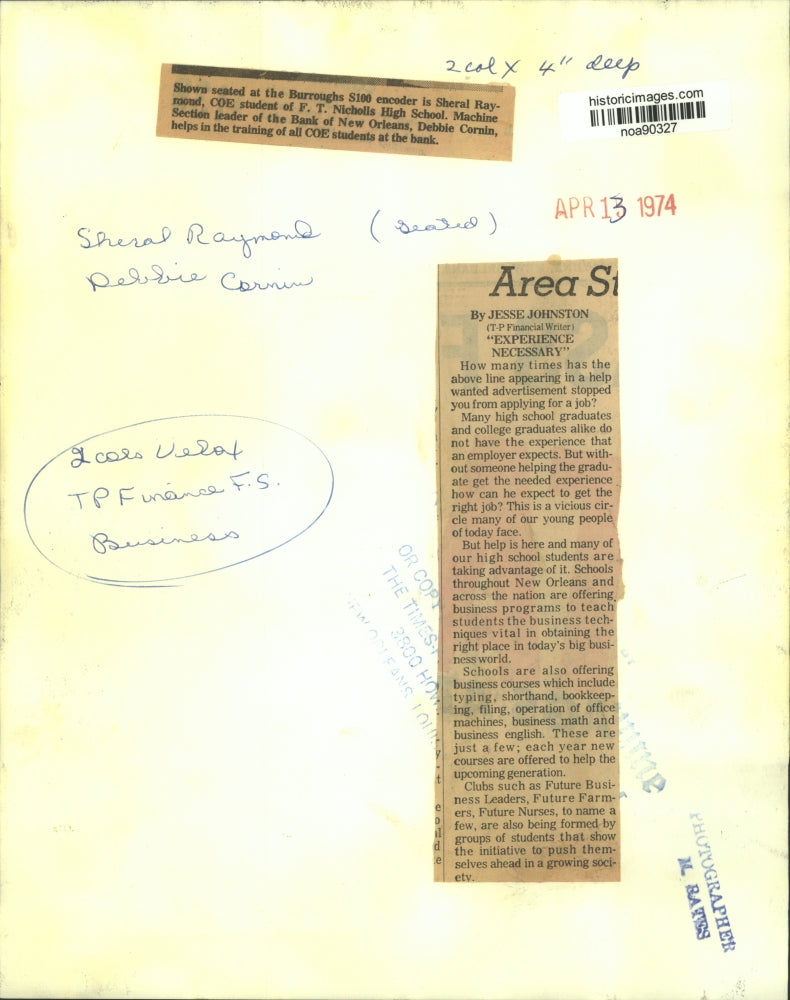 2 col X 4" deep
Shown seated at the Burroughs S100 encoder is Sheral Ray-
mond, COE student of F. T. Nicholls High School. Machine
Section leader of the Bank of New Orleans, Debbie Cornin,
helps in the training of all COE students at the bank.
historicimages.com
noa90327
APR 13 1974
Sheral Raymond (seated)
Debbie Cornin
Area St
By JESSE JOHNSTON
(T-P Financial Writer)
"EXPERIENCE
NECESSARY"
How many times has the
above line appearing in a help
wanted advertisement stopped
you from applying for a job?
Many high school graduates
and college graduates alike do
not have the experience that
an employer expects. But with-
out someone helping the gradu-
ate get the needed experience
how can he expect to get the
right job? This is a vicious cir-
cle many of our young people
of today face.
But help is here and many of
our high school students are
taking advantage of it. Schools
throughout New Orleans and
across the nation are offering
business programs to teach
students the business tech-
niques vital in obtaining the
right place in today's big busi-
ness world.
Schools are also offering
business courses which include
typing, shorthand, bookkeep-
ing, filing, operation of office
machines, business math and
business english. These are
just a few; each year new
courses are offered to help the
upcoming generation.
Clubs such as Future Busi-
ness Leaders, Future Farm-
ers, Future Nurses, to name a
few, are also being formed by
groups of students that show
the initiative to push them-
selves ahead in a growing soci-
ety.
2 cols Velox
TP Finance F.S.
Business
OR COPY
THE TIMES-
3800 HOW
EW ORLEANS, LOUI
PHOTOGRAPHER
M. BATES